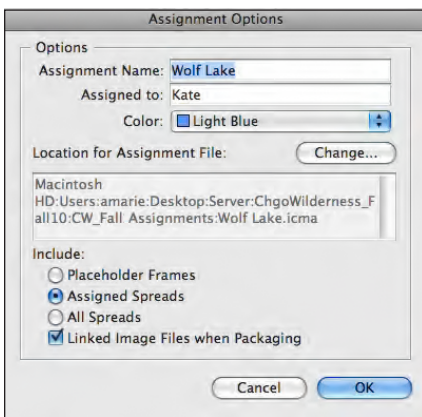 Assignment Options
Options
Assignment Name: Wolf Lake
Assigned to: Kate
Color: Light Blue
Location for Assignment File: Change...
Macintosh
HD:Users:amarie:Desktop:Server:ChgoWilderness_F
all10:CW_Fall Assignments:Wolf Lake.icma
Include:
Placeholder Frames
Assigned Spreads
All Spreads
Linked Image Files when Packaging
Cancel OK